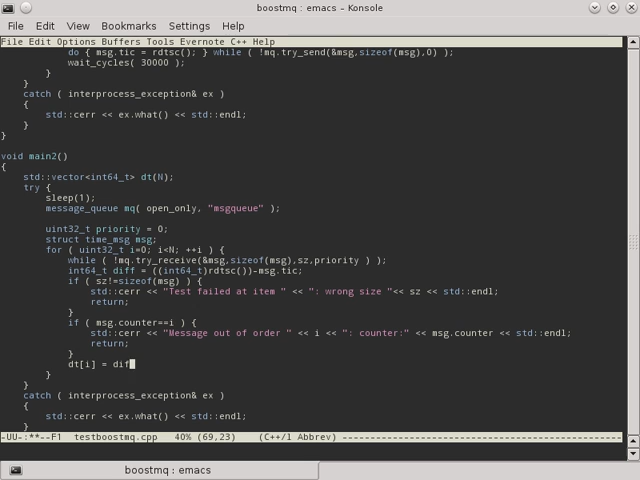 boostmq : emacs – Konsole
File Edit View Bookmarks Settings Help
File Edit Options Buffers Tools Evernote C++ Help
            do { msg.tic = rdtsc(); } while ( !mq.try_send(&msg,sizeof(msg),0) );
            wait_cycles( 30000 );
        }
    }
    catch ( interprocess_exception& ex )
    {
        std::cerr << ex.what() << std::endl;
    }
}
void main2()
{
    std::vector<int64_t> dt(N);
    try {
        sleep(1);
        message_queue mq( open_only, "msgqueue" );
        uint32_t priority = 0;
        struct time_msg msg;
        for ( uint32_t i=0; i<N; ++i ) {
            while ( !mq.try_receive(&msg,sizeof(msg),sz,priority ) );
            int64_t diff = ((int64_t)rdtsc())-msg.tic;
            if ( sz!=sizeof(msg) ) {
                std::cerr << "Test failed at item " << ": wrong size "<< sz << std::endl;
                return;
            }
            if ( msg.counter==i ) {
                std::cerr << "Message out of order " << i << ": counter:" << msg.counter << std::endl;
                return;
            }
            dt[i] = dif
        }
    }
    catch ( interprocess_exception& ex )
    {
        std::cerr << ex.what() << std::endl;
    }
-UU-:**--F1  testboostmq.cpp   40% (69,23)    (C++/l Abbrev) --------------------------------------------------
boostmq : emacs